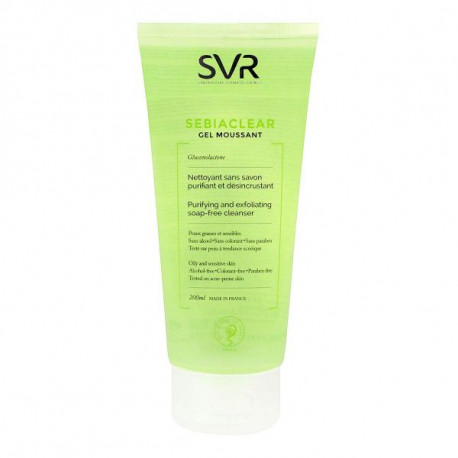 SVR
SEBIACLEAR
GEL MOUSSANT
Gluconolactone
Nettoyant sans savon
purifiant et désincrustant
Purifying and exfoliating
soap-free cleanser
Peaux grasses et sensibles
Sans alcool•Sans colorant•Sans paraben
Testé sur peau à tendance acnéique
Oily and sensitive skin
Alcohol-free•Colorant-free•Paraben-free
Tested on acne-prone skin
200ml MADE IN FRANCE